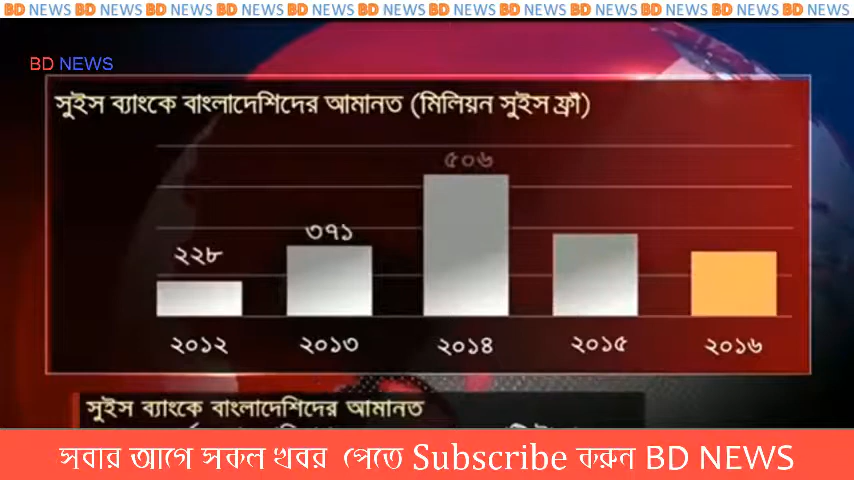 BD NEWS BD NEWS BD NEWS BD NEWS BD NEWS BD NEWS BD NEWS BD NEWS BD NEWS BD NEWS BD NEWS BD NEWS
BD NEWS
সুইস ব্যাংকে বাংলাদেশিদের আমানত (মিলিয়ন সুইস ফ্রাঁ)
৫০৬
৩৭১
২২৮
২০১২ ২০১৩ ২০১৪ ২০১৫ ২০১৬
সুইস ব্যাংকে বাংলাদেশিদের আমানত
সবার আগে সকল খবর পেতে Subscribe করুন BD NEWS